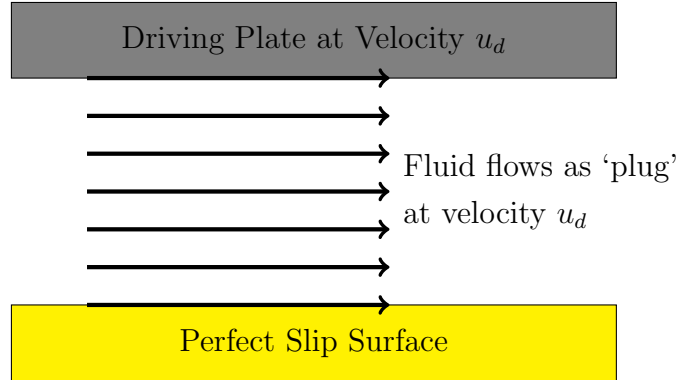 Driving Plate at Velocity u_d
Fluid flows as ‘plug’
at velocity u_d
Perfect Slip Surface